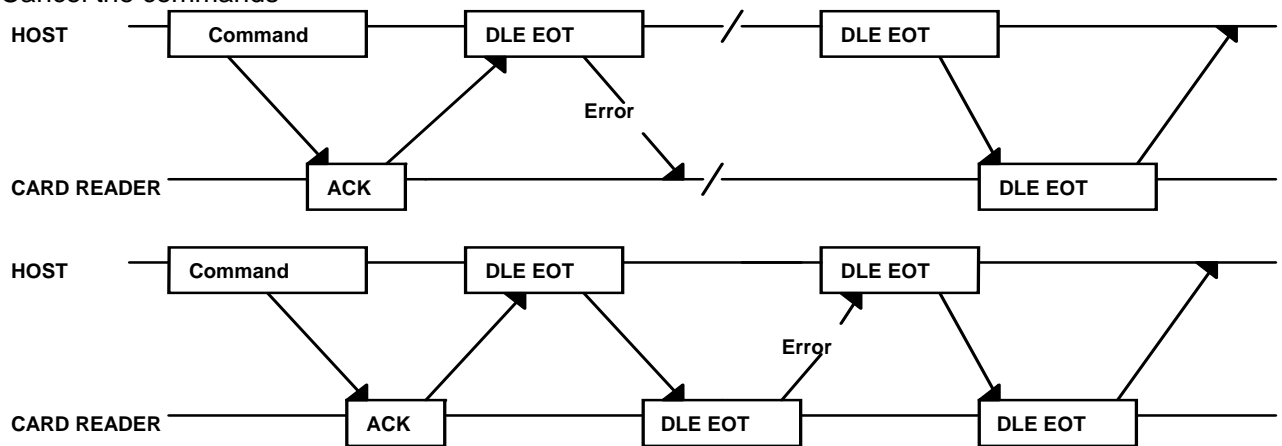 Cancel the commands
HOST Command DLE EOT DLE EOT
Error
CARD READER ACK DLE EOT
HOST Command DLE EOT DLE EOT
Error
CARD READER ACK DLE EOT DLE EOT